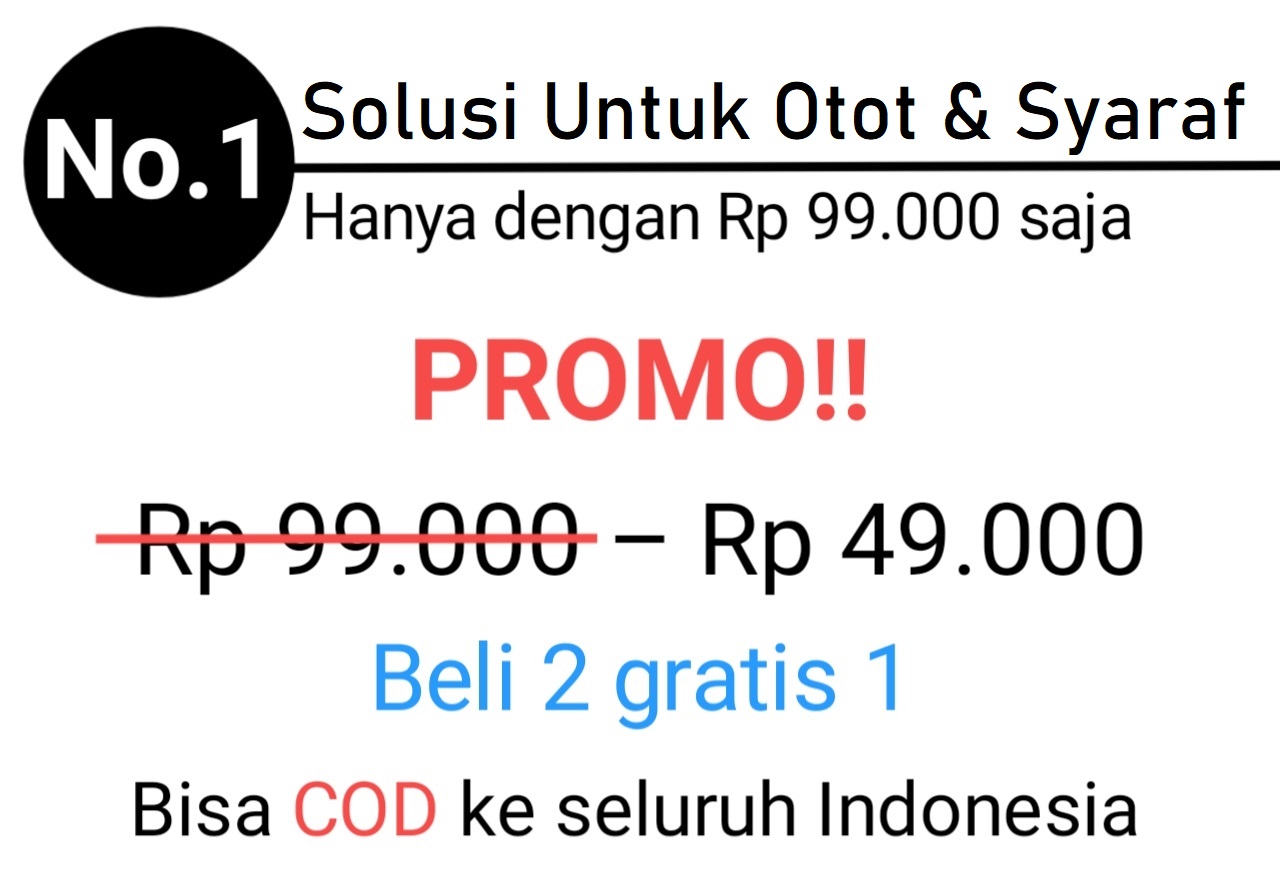 No.1
Solusi Untuk Otot & Syaraf
Hanya dengan Rp 99.000 saja
PROMO!!
Rp 99.000 – Rp 49.000
Beli 2 gratis 1
Bisa COD ke seluruh Indonesia